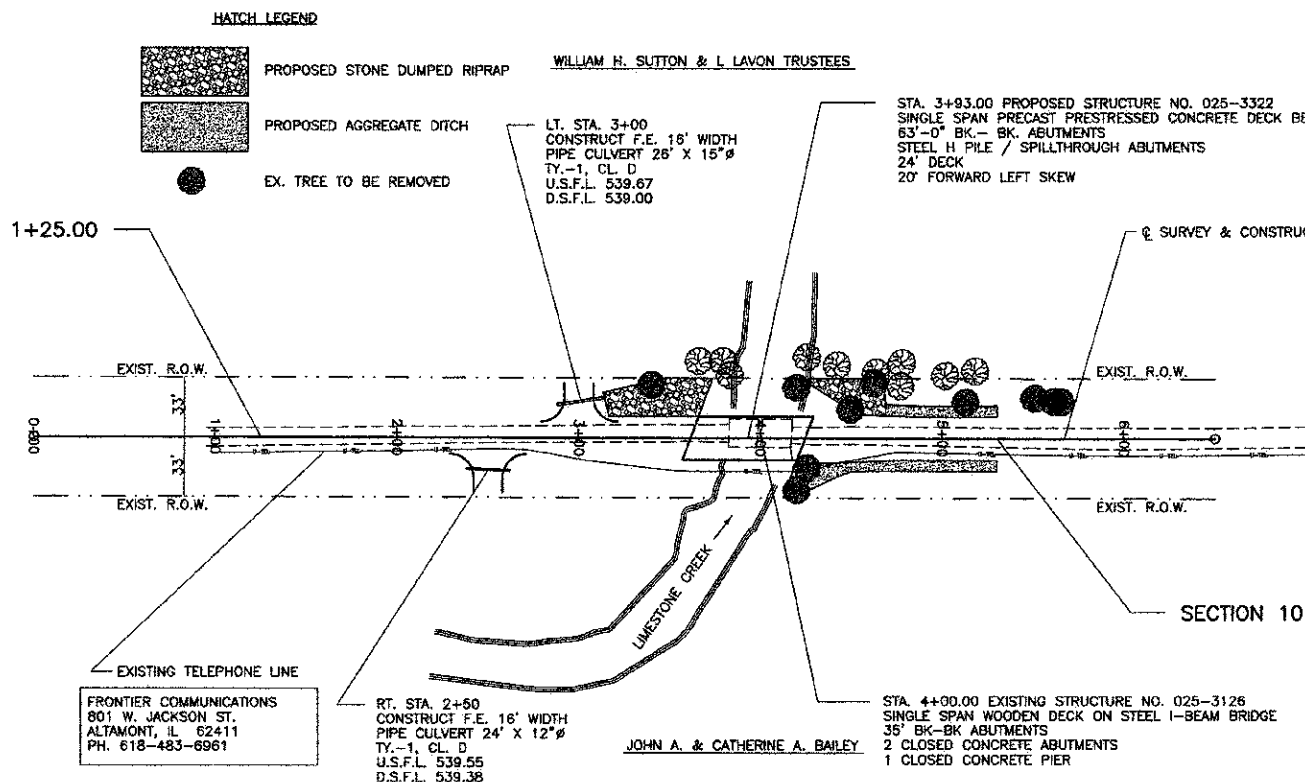 HATCH LEGEND
PROPOSED STONE DUMPED RIPRAP
PROPOSED AGGREGATE DITCH
EX. TREE TO BE REMOVED
WILLIAM H. SUTTON & L LAVON TRUSTEES
LT. STA. 3+00
CONSTRUCT F.E. 16' WIDTH
PIPE CULVERT 26' X 15"ø
TY.-1, CL. D
U.S.F.L. 539.67
D.S.F.L. 539.00
STA. 3+93.00 PROPOSED STRUCTURE NO. 025-3322
SINGLE SPAN PRECAST PRESTRESSED CONCRETE DECK BE
63'-0" BK.- BK. ABUTMENTS
STEEL H PILE / SPILLTHROUGH ABUTMENTS
24' DECK
20° FORWARD LEFT SKEW
1+25.00
℄ SURVEY & CONSTRUC
EXIST. R.O.W.
EXIST. R.O.W.
33'
33'
0+00
1+00
2+00
3+00
4+00
5+00
6+00
EXIST. R.O.W.
EXIST. R.O.W.
LIMESTONE CREEK
SECTION 10
EXISTING TELEPHONE LINE
FRONTIER COMMUNICATIONS
801 W. JACKSON ST.
ALTAMONT, IL 62411
PH. 618-483-6961
RT. STA. 2+50
CONSTRUCT F.E. 16' WIDTH
PIPE CULVERT 24' X 12"ø
TY.-1, CL. D
U.S.F.L. 539.55
D.S.F.L. 539.38
JOHN A. & CATHERINE A. BAILEY
STA. 4+00.00 EXISTING STRUCTURE NO. 025-3126
SINGLE SPAN WOODEN DECK ON STEEL I-BEAM BRIDGE
35' BK-BK ABUTMENTS
2 CLOSED CONCRETE ABUTMENTS
1 CLOSED CONCRETE PIER